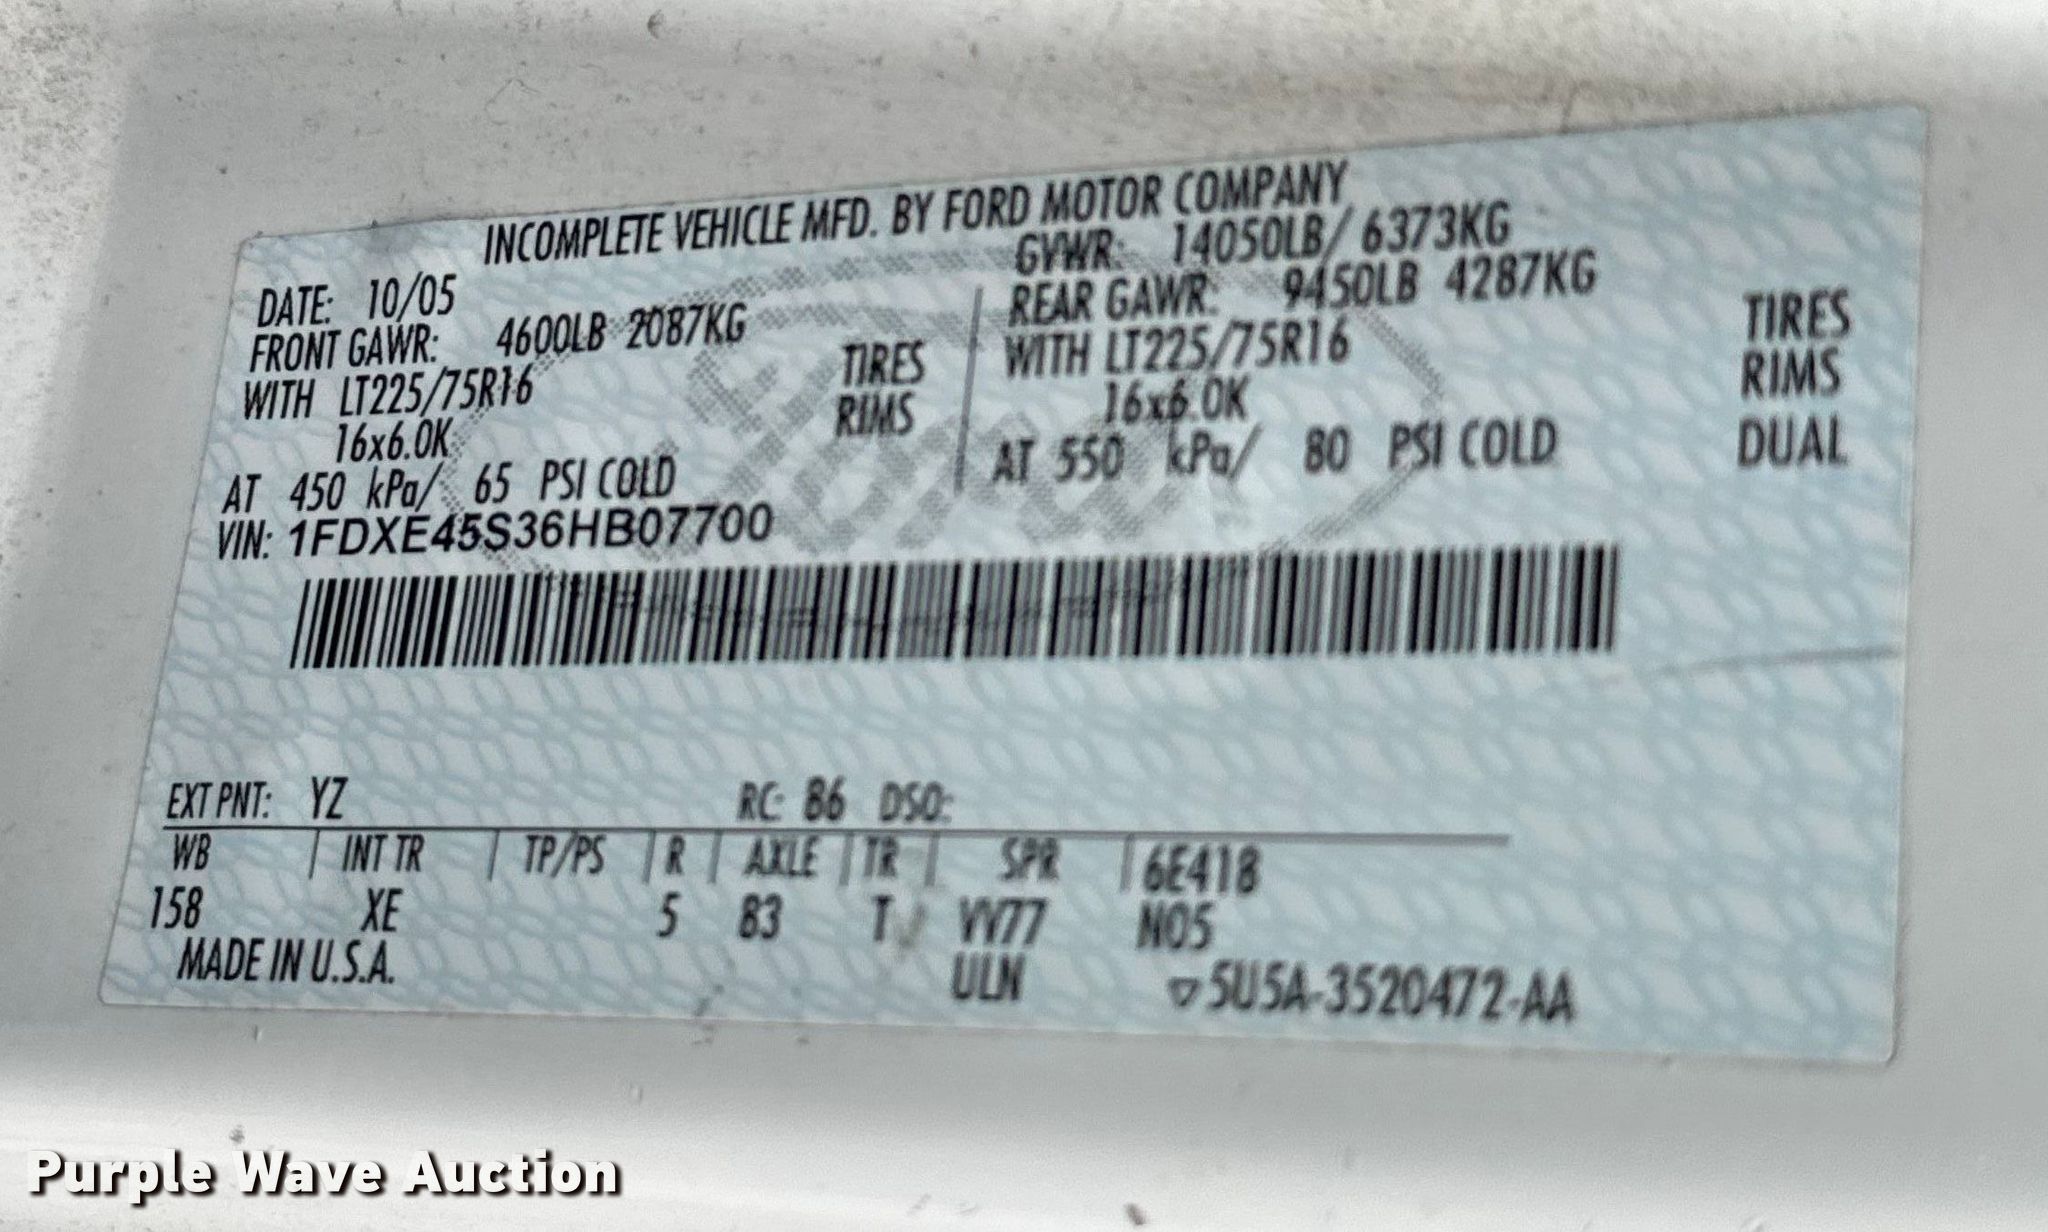 INCOMPLETE VEHICLE MFD. BY FORD MOTOR COMPANY
DATE: 10/05
GVWR: 14050LB/ 6373KG
FRONT GAWR: 4600LB 2087KG
REAR GAWR: 9450LB 4287KG
WITH LT225/75R16 TIRES
WITH LT225/75R16 TIRES
16x6.0K RIMS
16x6.0K RIMS
AT 450 kPa/ 65 PSI COLD
AT 550 kPa/ 80 PSI COLD DUAL
VIN: 1FDXE45S36HB07700
Ford
EXT PNT: YZ RC: 86 DSO:
WB | INT TR | TP/PS | R | AXLE | TR | SPR | 6E418
158 XE 5 83 T VV77 N05
MADE IN U.S.A. ULN ▽5U5A-3520472-AA
Purple Wave Auction